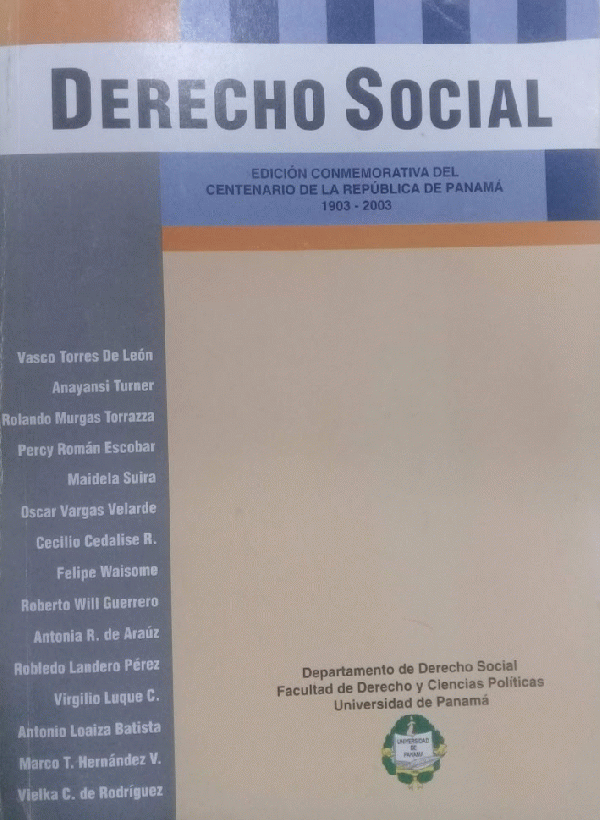 DERECHO SOCIAL
EDICIÓN CONMEMORATIVA DEL
CENTENARIO DE LA REPÚBLICA DE PANAMÁ
1903 - 2003
Vasco Torres De León
Anayansi Turner
Rolando Murgas Torrazza
Percy Román Escobar
Maidela Suira
Oscar Vargas Velarde
Cecilio Cedalise R.
Felipe Waisome
Roberto Will Guerrero
Antonia R. de Araúz
Robledo Landero Pérez
Virgilio Luque C.
Antonio Loaiza Batista
Marco T. Hernández V.
Vielka C. de Rodríguez
Departamento de Derecho Social
Facultad de Derecho y Ciencias Políticas
Universidad de Panamá
UNIVERSIDAD
DE
PANAMÁ